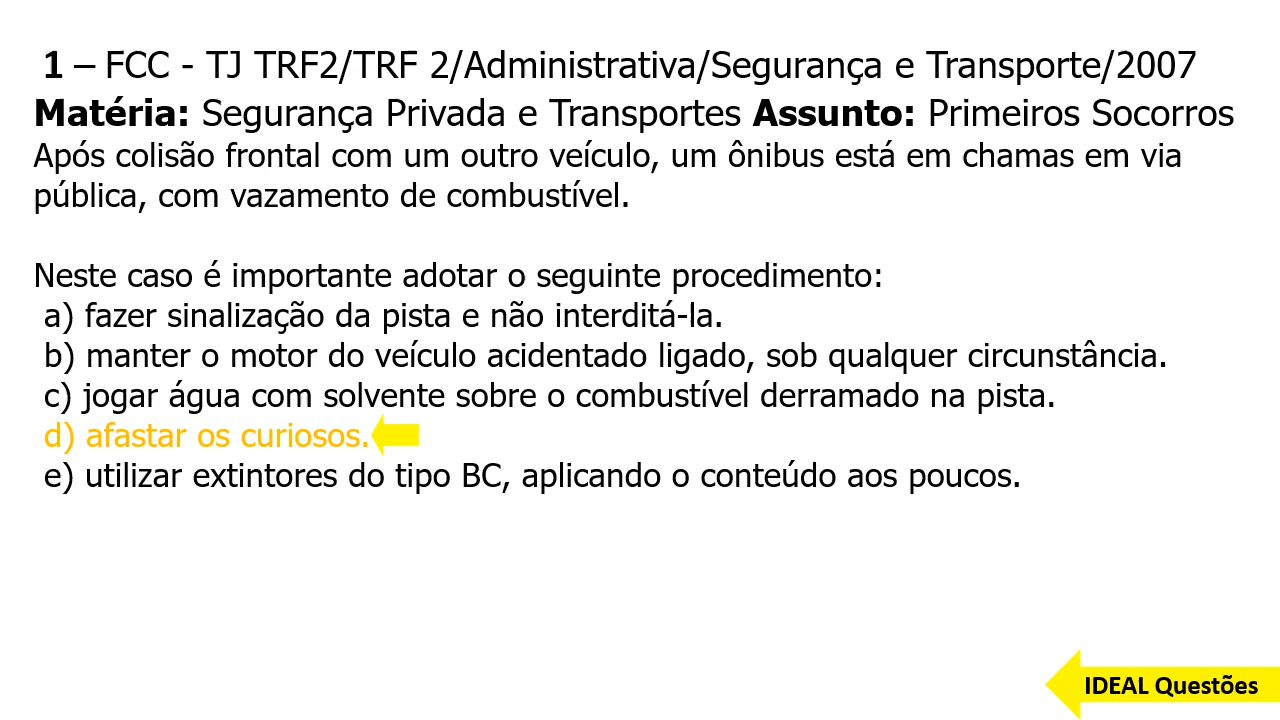 1 – FCC - TJ TRF2/TRF 2/Administrativa/Segurança e Transporte/2007
Matéria: Segurança Privada e Transportes Assunto: Primeiros Socorros
Após colisão frontal com um outro veículo, um ônibus está em chamas em via
pública, com vazamento de combustível.
Neste caso é importante adotar o seguinte procedimento:
a) fazer sinalização da pista e não interditá-la.
b) manter o motor do veículo acidentado ligado, sob qualquer circunstância.
c) jogar água com solvente sobre o combustível derramado na pista.
d) afastar os curiosos.
e) utilizar extintores do tipo BC, aplicando o conteúdo aos poucos.
IDEAL Questões